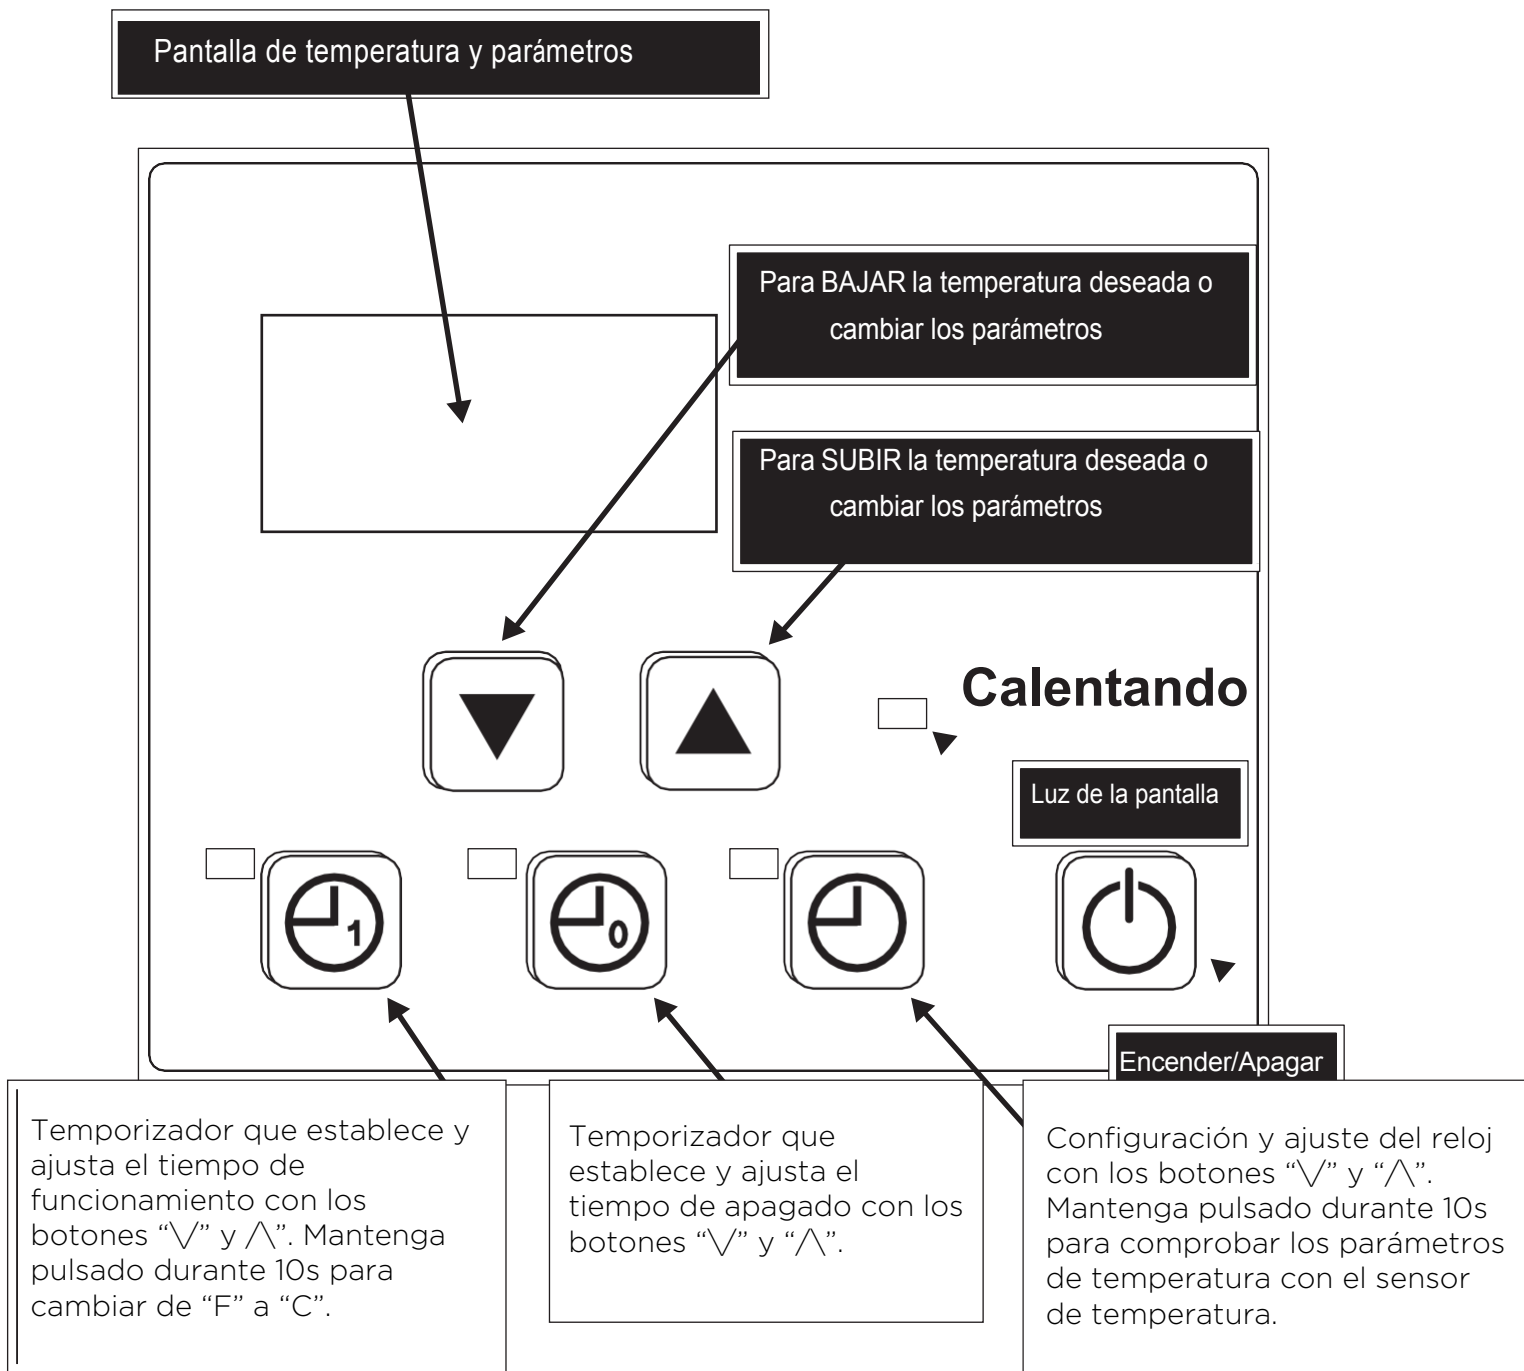 Pantalla de temperatura y parámetros
Para BAJAR la temperatura deseada o
cambiar los parámetros
Para SUBIR la temperatura deseada o
cambiar los parámetros
Calentando
Luz de la pantalla
1
0
Encender/Apagar
Temporizador que establece y
ajusta el tiempo de
funcionamiento con los
botones “\/” y /\”. Mantenga
pulsado durante 10s para
cambiar de “F” a “C”.
Temporizador que
establece y ajusta el
tiempo de apagado con los
botones “\/” y “/\”.
Configuración y ajuste del reloj
con los botones “\/” y “/\”.
Mantenga pulsado durante 10s
para comprobar los parámetros
de temperatura con el sensor
de temperatura.